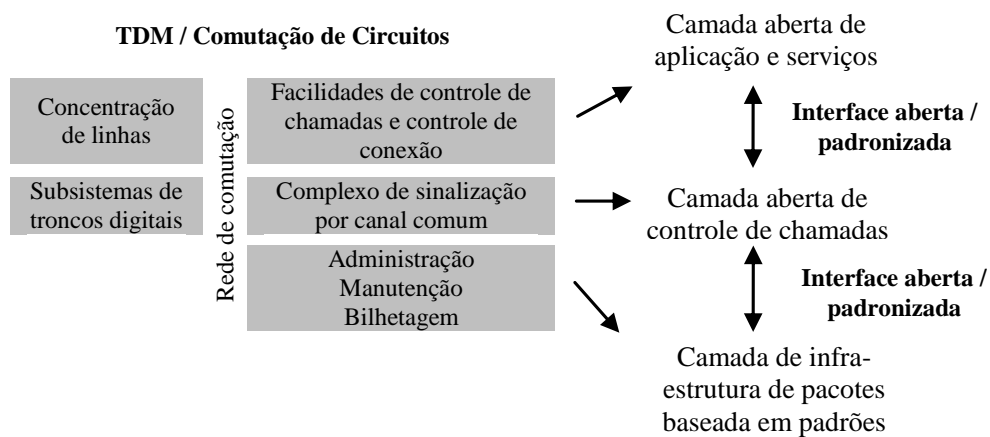 TDM / Comutação de Circuitos
Concentração
de linhas
Subsistemas de
troncos digitais
Rede de comutação
Facilidades de controle de
chamadas e controle de
conexão
Complexo de sinalização
por canal comum
Administração
Manutenção
Bilhetagem
Camada aberta de
aplicação e serviços
Interface aberta /
padronizada
Camada aberta de
controle de chamadas
Interface aberta /
padronizada
Camada de infra-
estrutura de pacotes
baseada em padrões